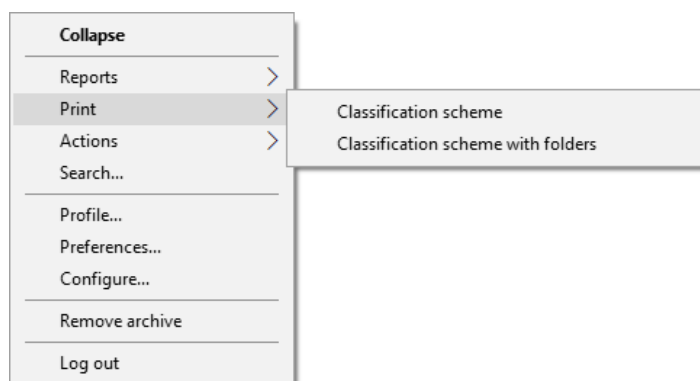 Collapse
Reports
Print
Classification scheme
Classification scheme with folders
Actions
Search...
Profile...
Preferences...
Configure...
Remove archive
Log out